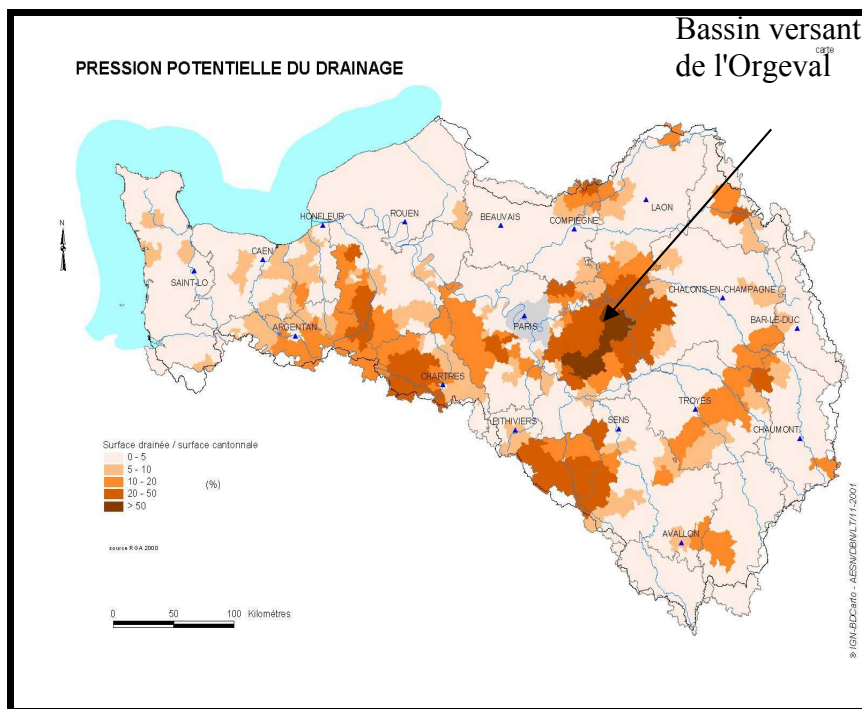 Bassin versant
carte
de l'Orgeval
PRESSION POTENTIELLE DU DRAINAGE
N
HONFLEUR
ROUEN
BEAUVAIS
COMPIEGNE
LAON
CAEN
SAINT-LO
CHALONS-EN-CHAMPAGNE
PARIS
BAR-LE-DUC
ARGENTAN
CHARTRES
TROYES
PITHIVIERS
SENS
CHAUMONT
AVALLON
Surface drainée / surface cantonnale
0 - 5
5 - 10
10 - 20
20 - 50
> 50
(%)
source RGA 2000
0 50 100 Kilométres
© IGN-BDCarto - AESN/DBN/LT/11-2001